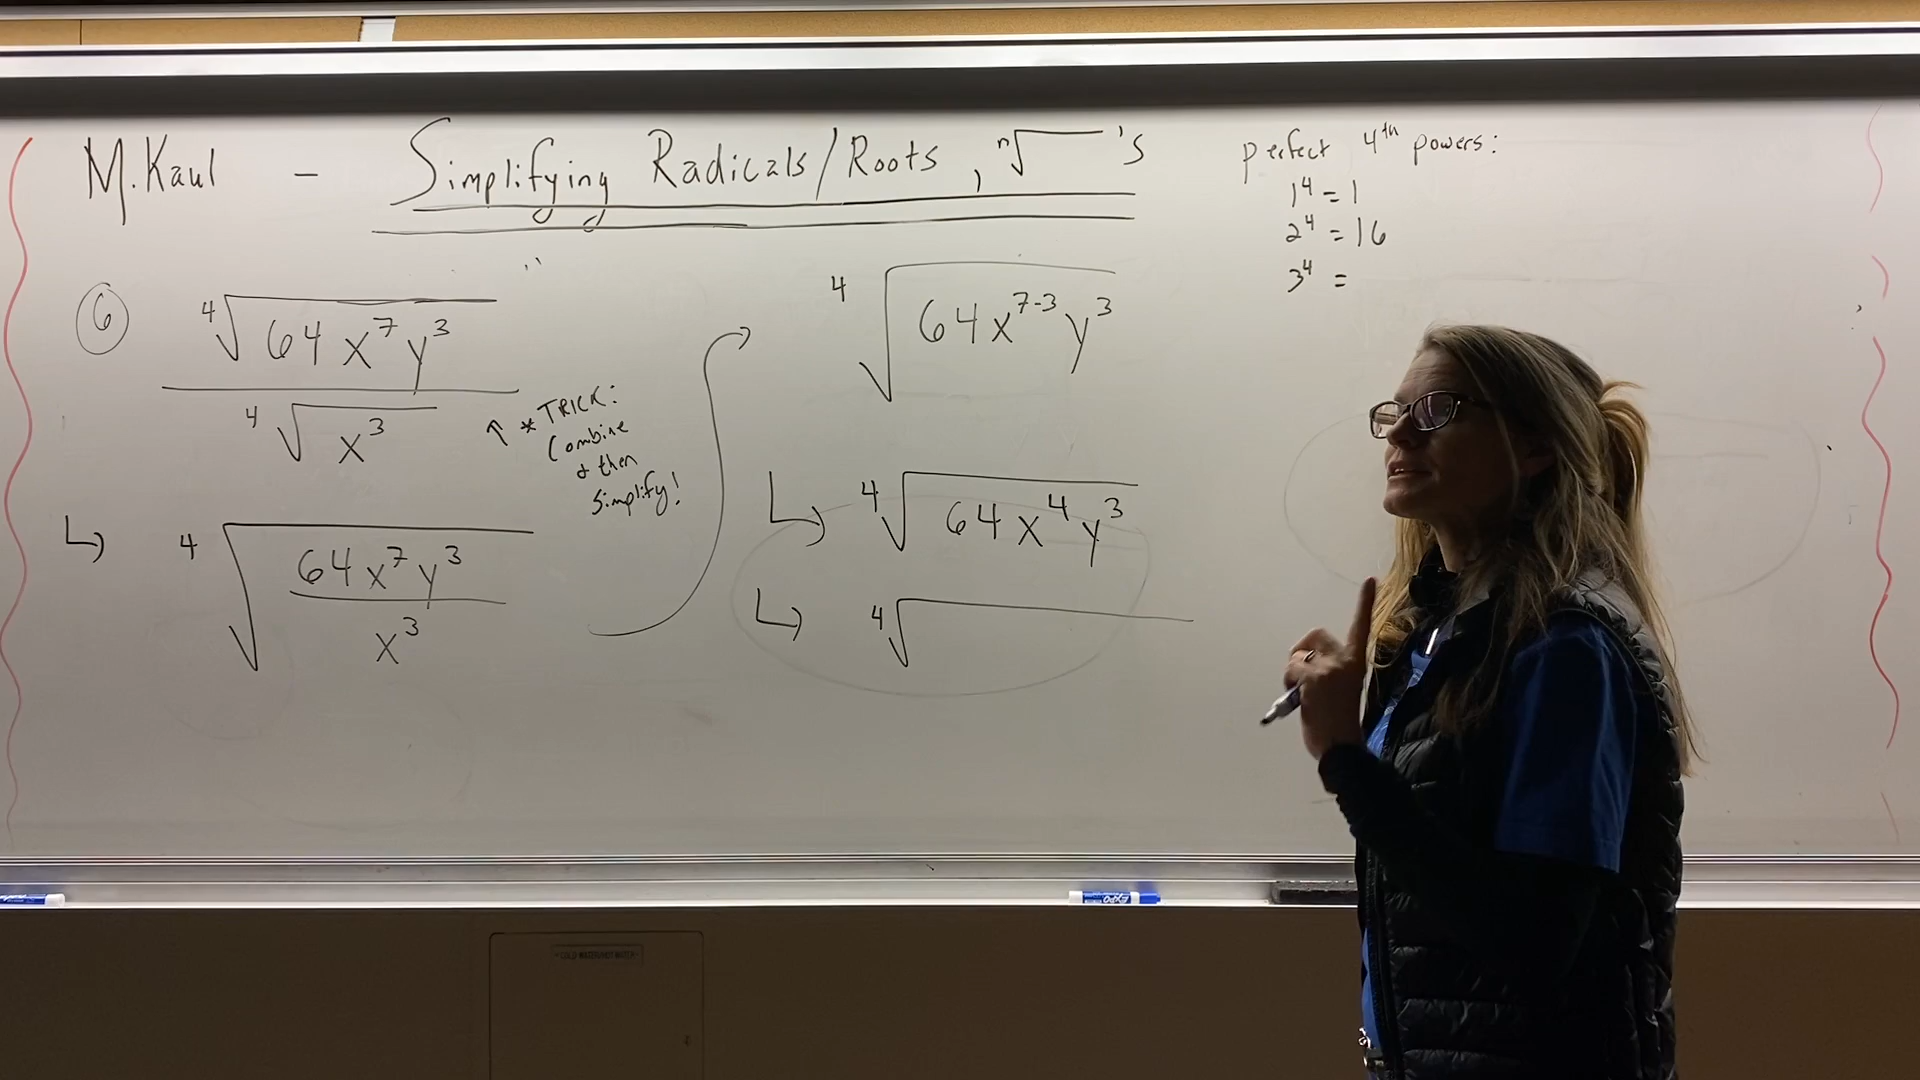 M.Kaul - Simplifying Radicals/Roots, ⁿ√ 's
perfect 4ᵗʰ powers:
1⁴ = 1
2⁴ = 16
3⁴ =
6
⁴√64x⁷y³
⁴√x³
↑ * TRICK:
Combine
& then
Simplify!
↳ ⁴√64x⁷y³
x³
⁴√64x⁷⁻³y³
↳ ⁴√64x⁴y³
↳ ⁴√
EXPO